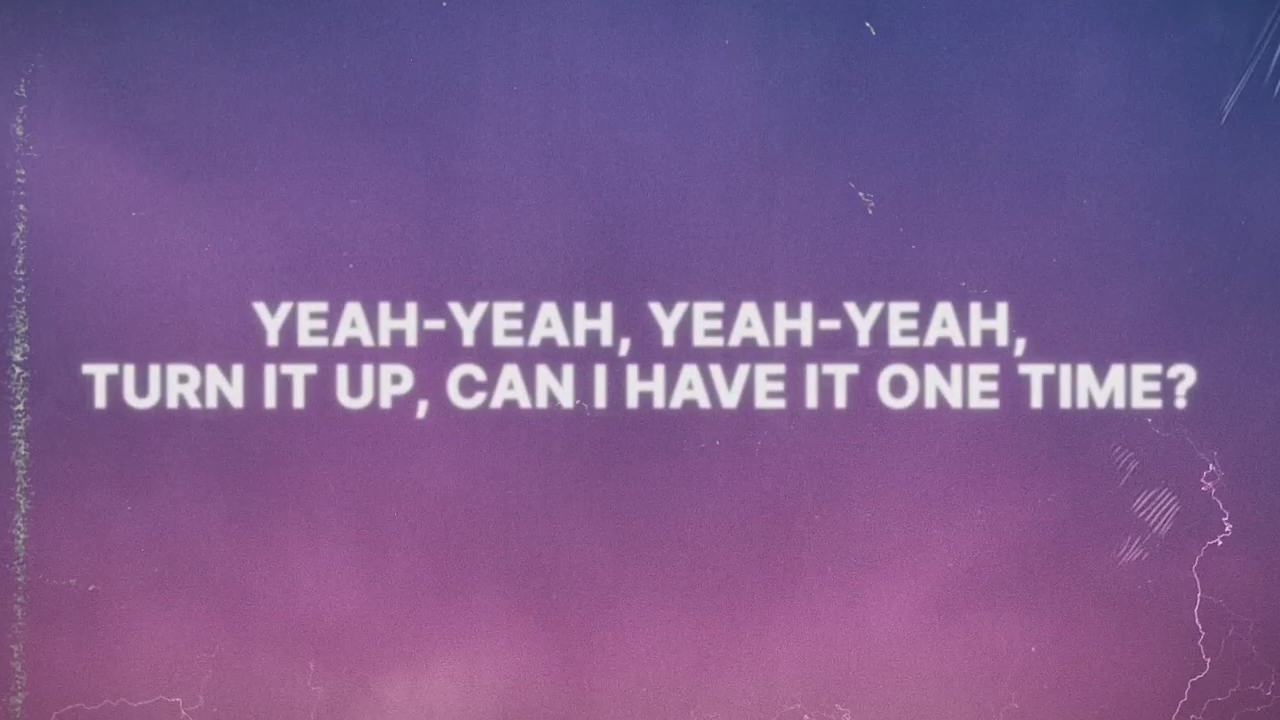 YEAH-YEAH, YEAH-YEAH,
TURN IT UP, CAN I HAVE IT ONE TIME?